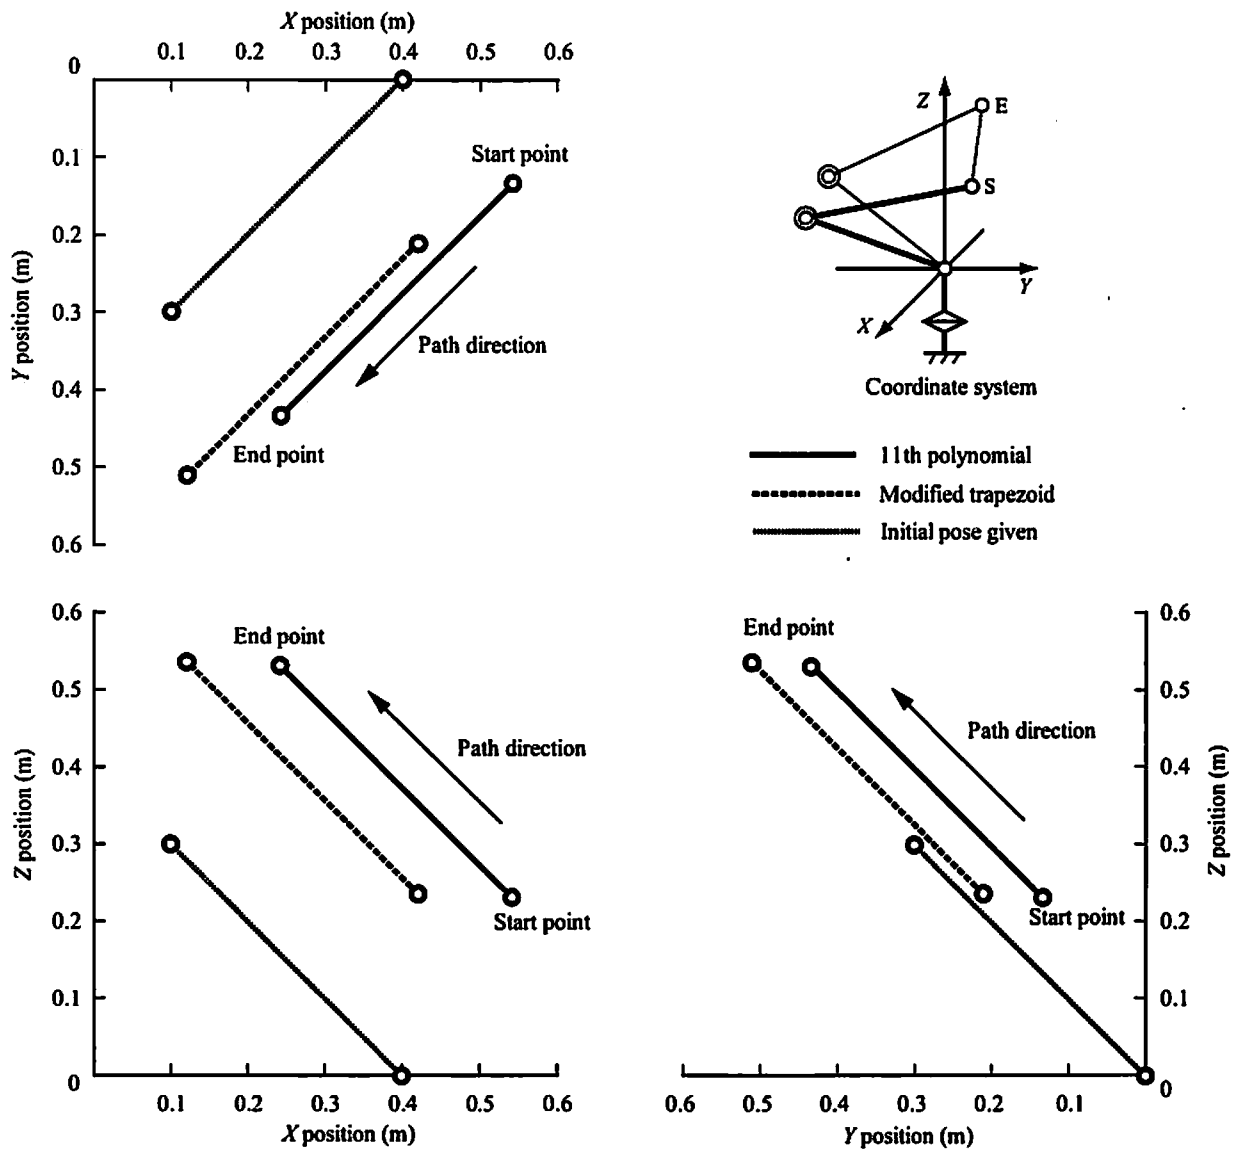 X position (m)
0.1 0.2 0.3 0.4 0.5 0.6
0
0.1
0.2
0.3
0.4
0.5
0.6
Y position (m)
Start point
Path direction
End point
Z
E
S
Y
X
Coordinate system
11th polynomial
Modified trapezoid
Initial pose given
0.6
0.5
0.4
0.3
0.2
0.1
0
Z position (m)
End point
Path direction
Start point
0.1 0.2 0.3 0.4 0.5 0.6
X position (m)
End point
Path direction
Start point
0.6
0.5
0.4
0.3
0.2
0.1
0
Z position (m)
0.6 0.5 0.4 0.3 0.2 0.1
Y position (m)